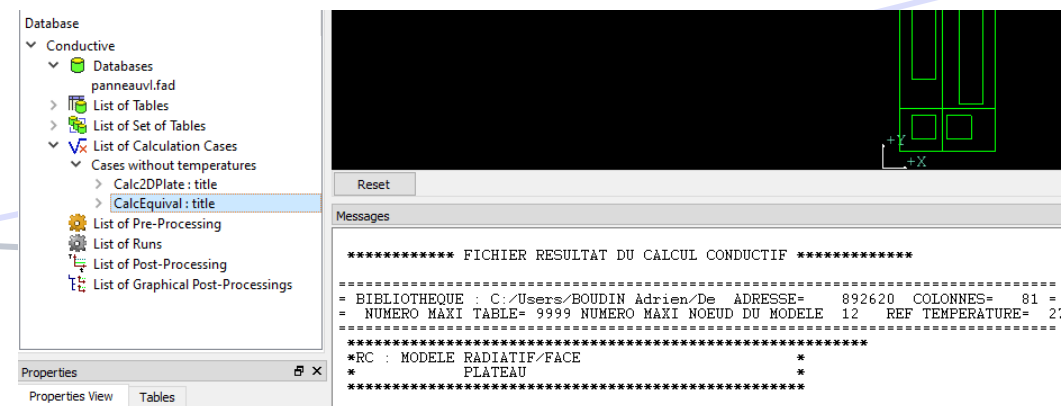 Database
Conductive
Databases
panneauvl.fad
List of Tables
List of Set of Tables
List of Calculation Cases
Cases without temperatures
Calc2DPlate : title
CalcEquival : title
List of Pre-Processing
List of Runs
List of Post-Processing
List of Graphical Post-Processings
Properties
Properties View Tables
+Y
+X
Reset
Messages
************ FICHIER RESULTAT DU CALCUL CONDUCTIF *************
= BIBLIOTHEQUE : C:/Users/BOUDIN Adrien/De ADRESSE= 892620 COLONNES= 81 =
= NUMERO MAXI TABLE= 9999 NUMERO MAXI NOEUD DU MODELE 12 REF TEMPERATURE= 27
*RC : MODELE RADIATIF/FACE *
* PLATEAU *